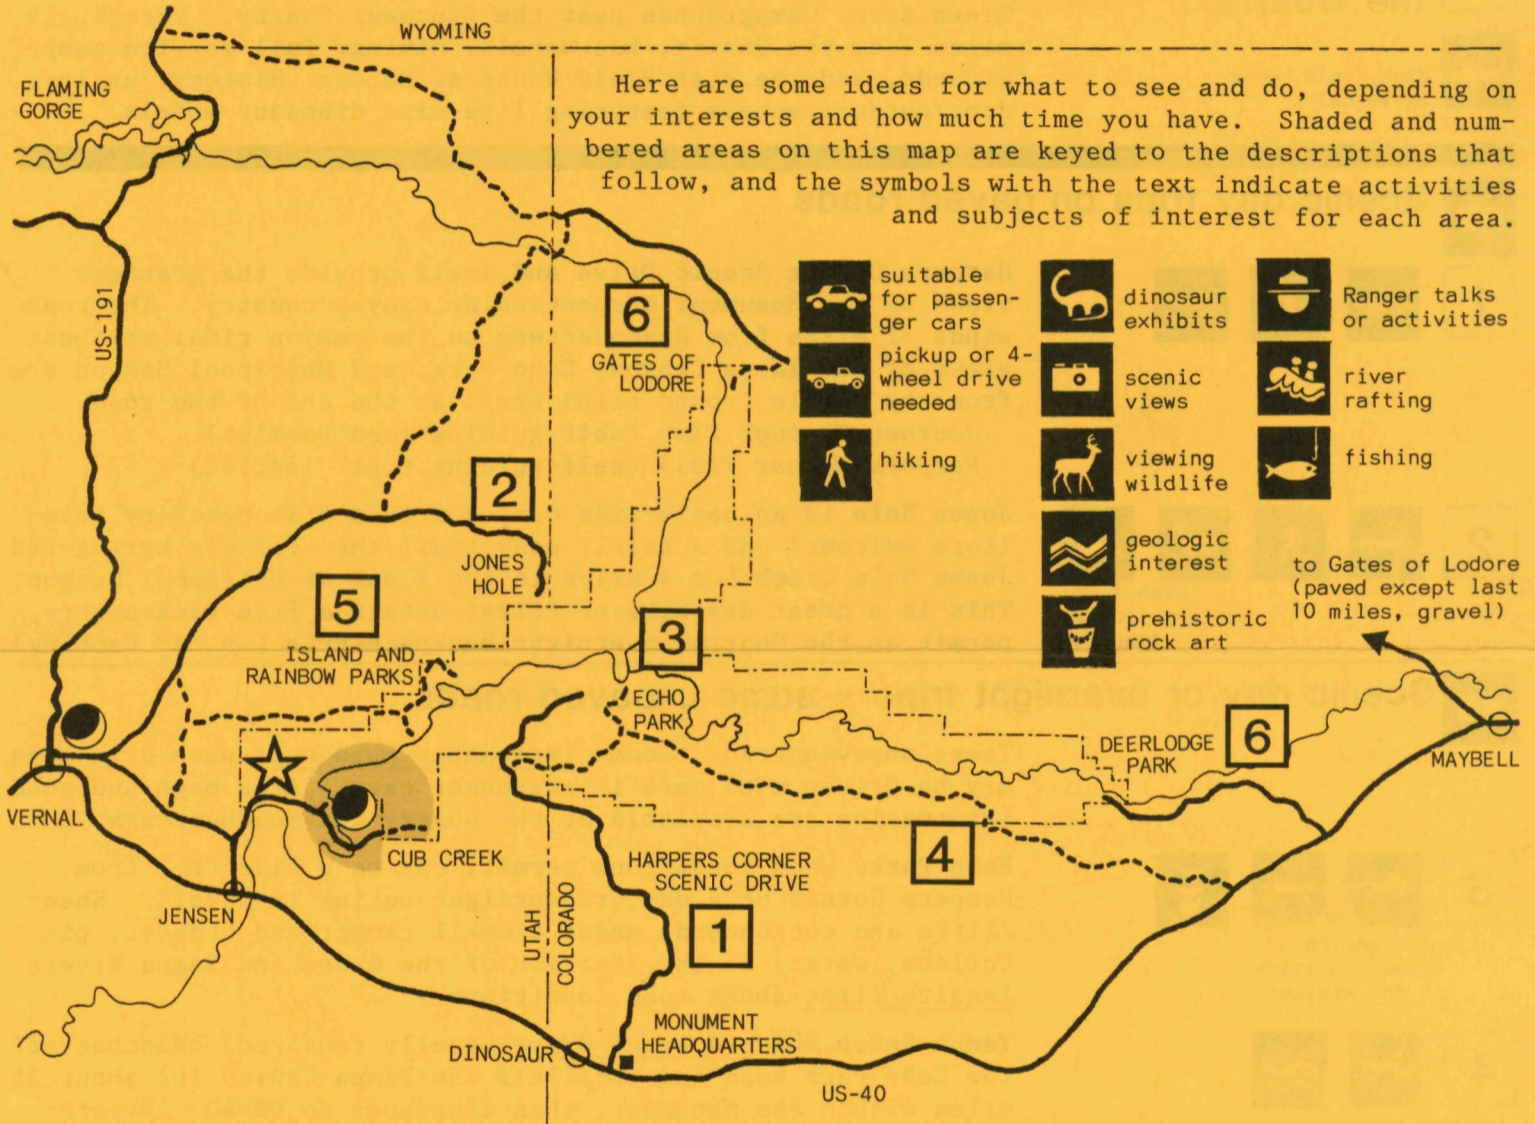 WYOMING
FLAMING
GORGE
Here are some ideas for what to see and do, depending on
your interests and how much time you have. Shaded and num-
bered areas on this map are keyed to the descriptions that
follow, and the symbols with the text indicate activities
and subjects of interest for each area.
US-191
6
GATES OF
LODORE
suitable
for passen-
ger cars
dinosaur
exhibits
Ranger talks
or activities
pickup or 4-
wheel drive
needed
scenic
views
river
rafting
hiking
viewing
wildlife
fishing
geologic
interest
prehistoric
rock art
to Gates of Lodore
(paved except last
10 miles, gravel)
2
JONES
HOLE
5
ISLAND AND
RAINBOW PARKS
3
ECHO
PARK
DEERLODGE
PARK
6
MAYBELL
VERNAL
CUB CREEK
JENSEN
4
HARPERS CORNER
SCENIC DRIVE
1
UTAH
COLORADO
MONUMENT
HEADQUARTERS
DINOSAUR
US-40